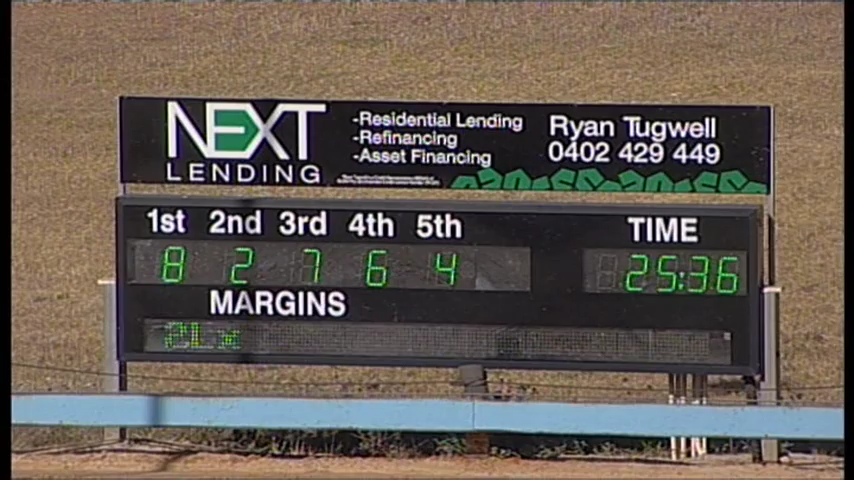 NEXT
LENDING
-Residential Lending
-Refinancing
-Asset Financing
Ryan Tugwell
0402 429 449
1st 2nd 3rd 4th 5th TIME
8 2 7 6 4 25:36
MARGINS